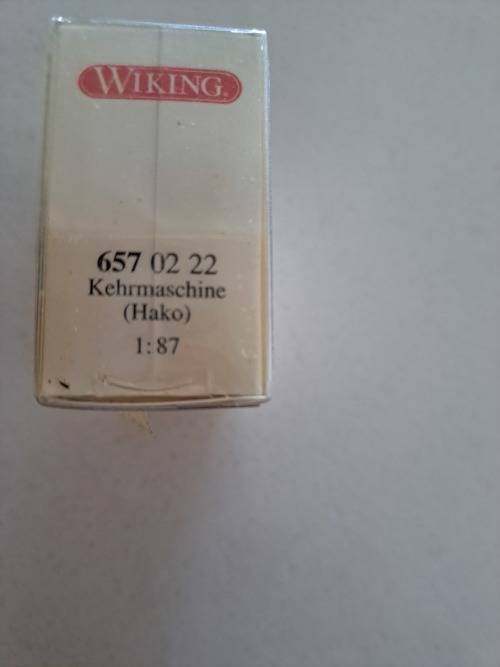 WIKING®
657 02 22
Kehrmaschine
(Hako)
1:87